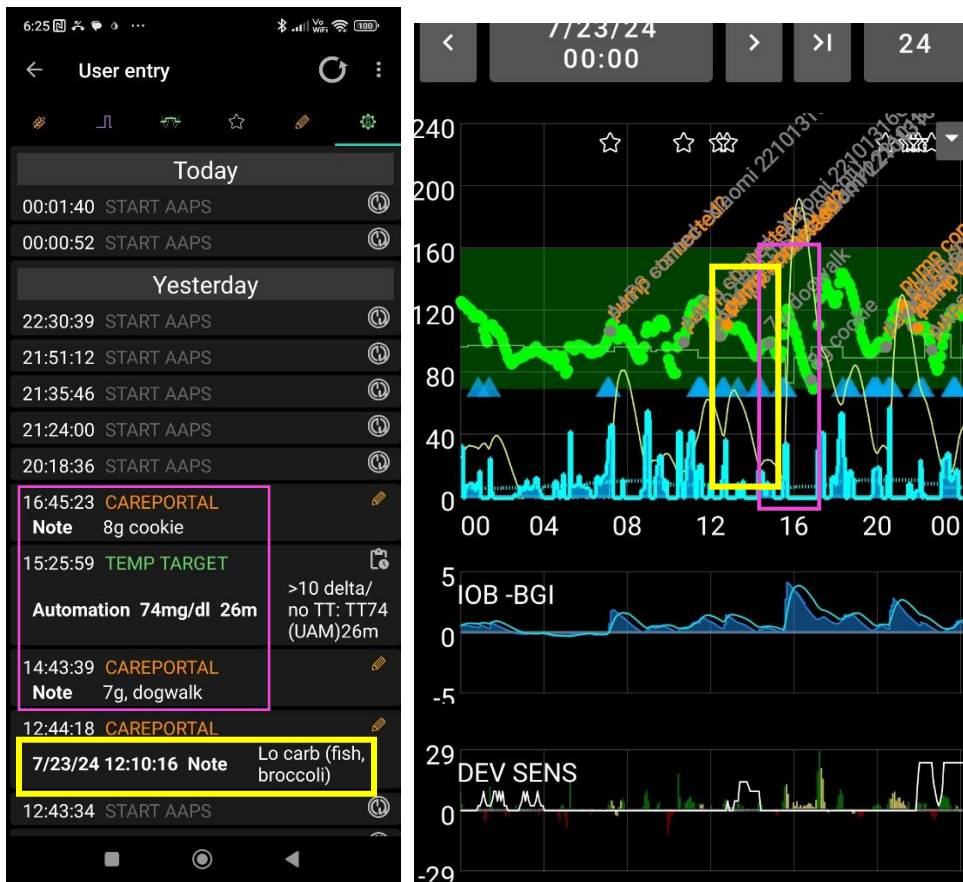 6:25
Vo
WiFi
100
User entry
Today
00:01:40 START AAPS
00:00:52 START AAPS
Yesterday
22:30:39 START AAPS
21:51:12 START AAPS
21:35:46 START AAPS
21:24:00 START AAPS
20:18:36 START AAPS
16:45:23 CAREPORTAL
Note 8g cookie
15:25:59 TEMP TARGET
Automation 74mg/dl 26m
>10 delta/
no TT: TT74
(UAM)26m
14:43:39 CAREPORTAL
Note 7g, dogwalk
12:44:18 CAREPORTAL
7/23/24 12:10:16 Note
Lo carb (fish,
broccoli)
12:43:34 START AAPS
7/23/24
00:00
24
240
200
160
120
80
40
0
7g, dogwalk
8g cookie
00 04 08 12 16 20 00
5
IOB -BGI
0
-5
29
DEV SENS
0
-29